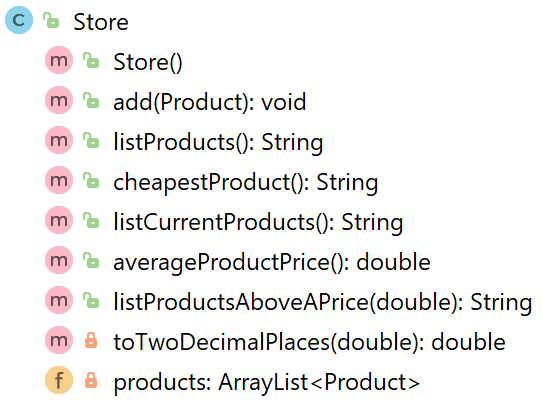 C Store
m Store()
m add(Product): void
m listProducts(): String
m cheapestProduct(): String
m listCurrentProducts(): String
m averageProductPrice(): double
m listProductsAboveAPrice(double): String
m toTwoDecimalPlaces(double): double
f products: ArrayList<Product>